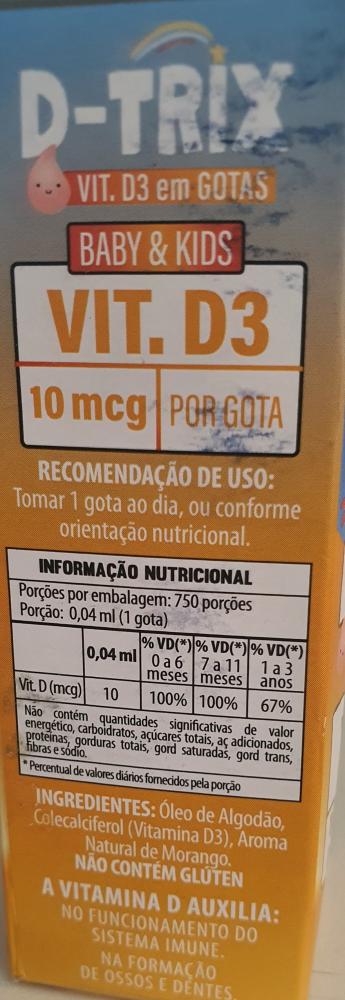 D-TRIX
VIT. D3 em GOTAS
BABY & KIDS
VIT. D3
10 mcg POR GOTA
RECOMENDAÇÃO DE USO:
Tomar 1 gota ao dia, ou conforme
orientação nutricional.
INFORMAÇÃO NUTRICIONAL
Porções por embalagem: 750 porções
Porção: 0,04 ml (1 gota)
0,04 ml % VD(*) 0 a 6 meses % VD(*) 7 a 11 meses % VD(*) 1 a 3 anos
Vit. D (mcg) 10 100% 100% 67%
Não contém quantidades significativas de valor
energético, carboidratos, açúcares totais, aç adicionados,
proteínas, gorduras totais, gord saturadas, gord trans,
fibras e sódio.
* Percentual de valores diários fornecidos pela porção
INGREDIENTES: Óleo de Algodão,
Colecalciferol (Vitamina D3), Aroma
Natural de Morango.
NÃO CONTÉM GLÚTEN
A VITAMINA D AUXILIA:
NO FUNCIONAMENTO DO
SISTEMA IMUNE.
NA FORMAÇÃO
DE OSSOS E DENTES